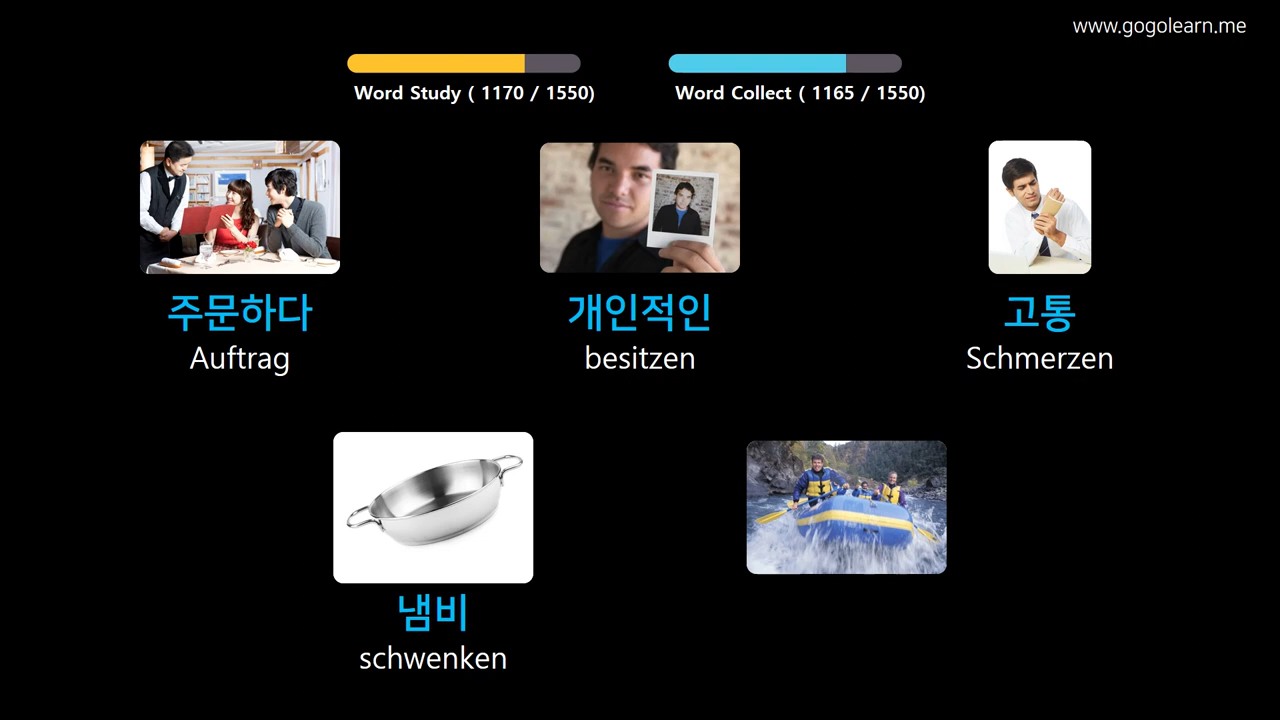 www.gogolearn.me
Word Study ( 1170 / 1550)
Word Collect ( 1165 / 1550)
주문하다
Auftrag
개인적인
besitzen
고통
Schmerzen
냄비
schwenken